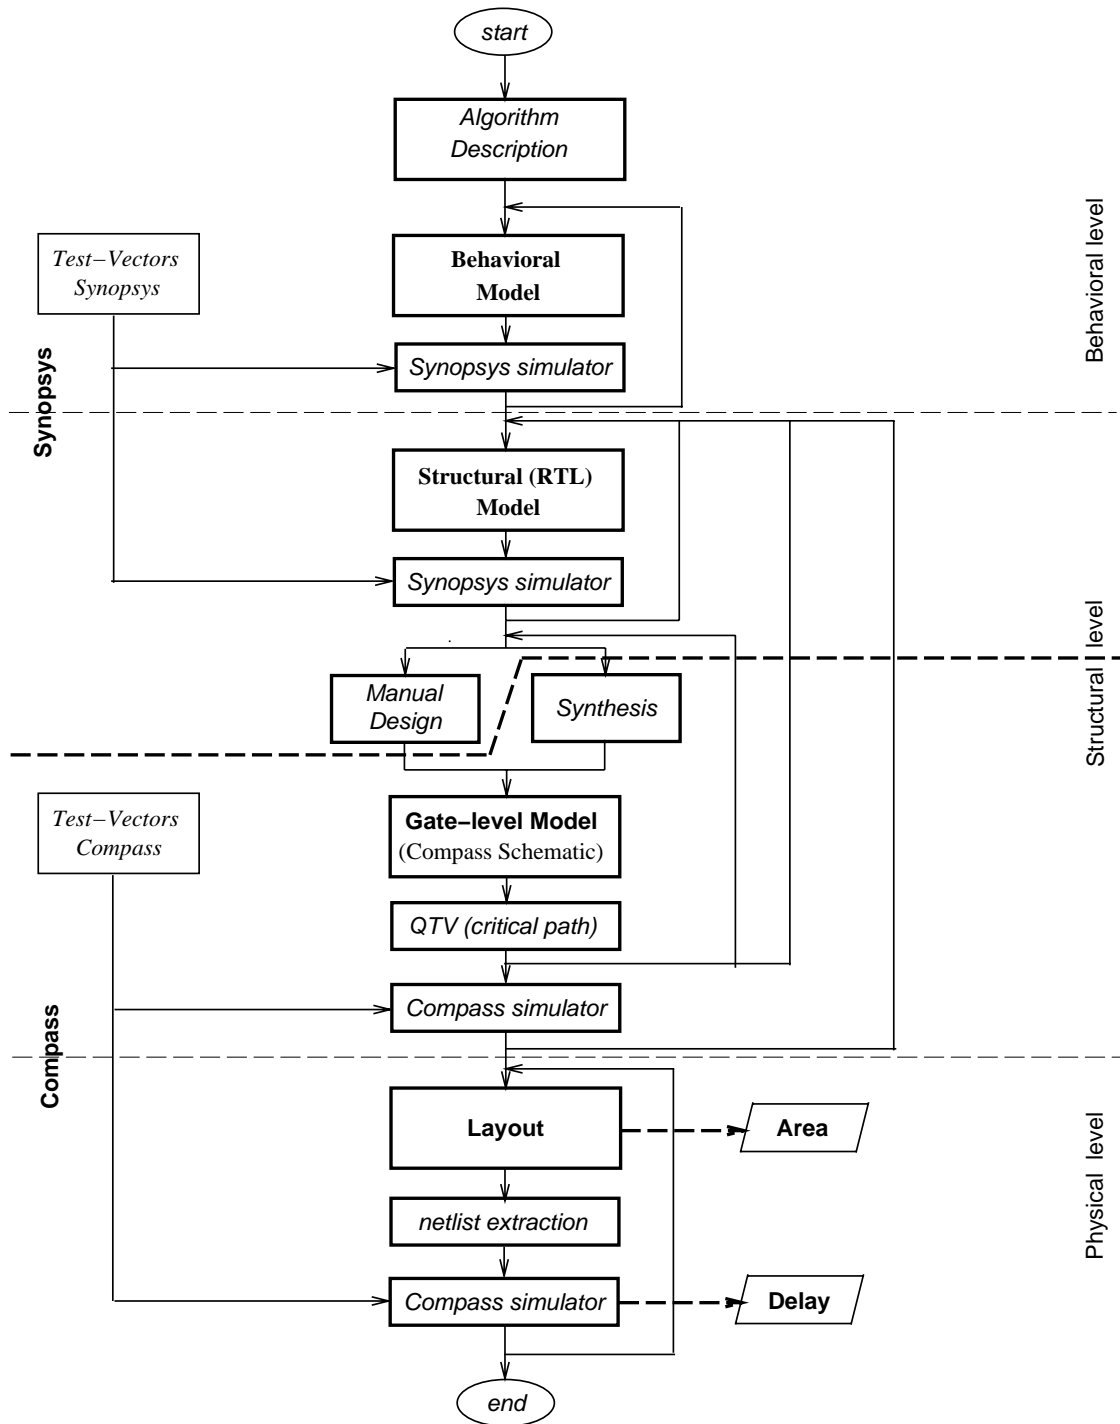 start
Algorithm
Description
Behavioral level
Test−Vectors
Synopsys
Behavioral
Model
Synopsys
Synopsys simulator
Structural (RTL)
Model
Synopsys simulator
Structural level
Manual
Design
Synthesis
Test−Vectors
Compass
Gate−level Model
(Compass Schematic)
QTV (critical path)
Compass simulator
Compass
Layout
Area
Physical level
netlist extraction
Compass simulator
Delay
end